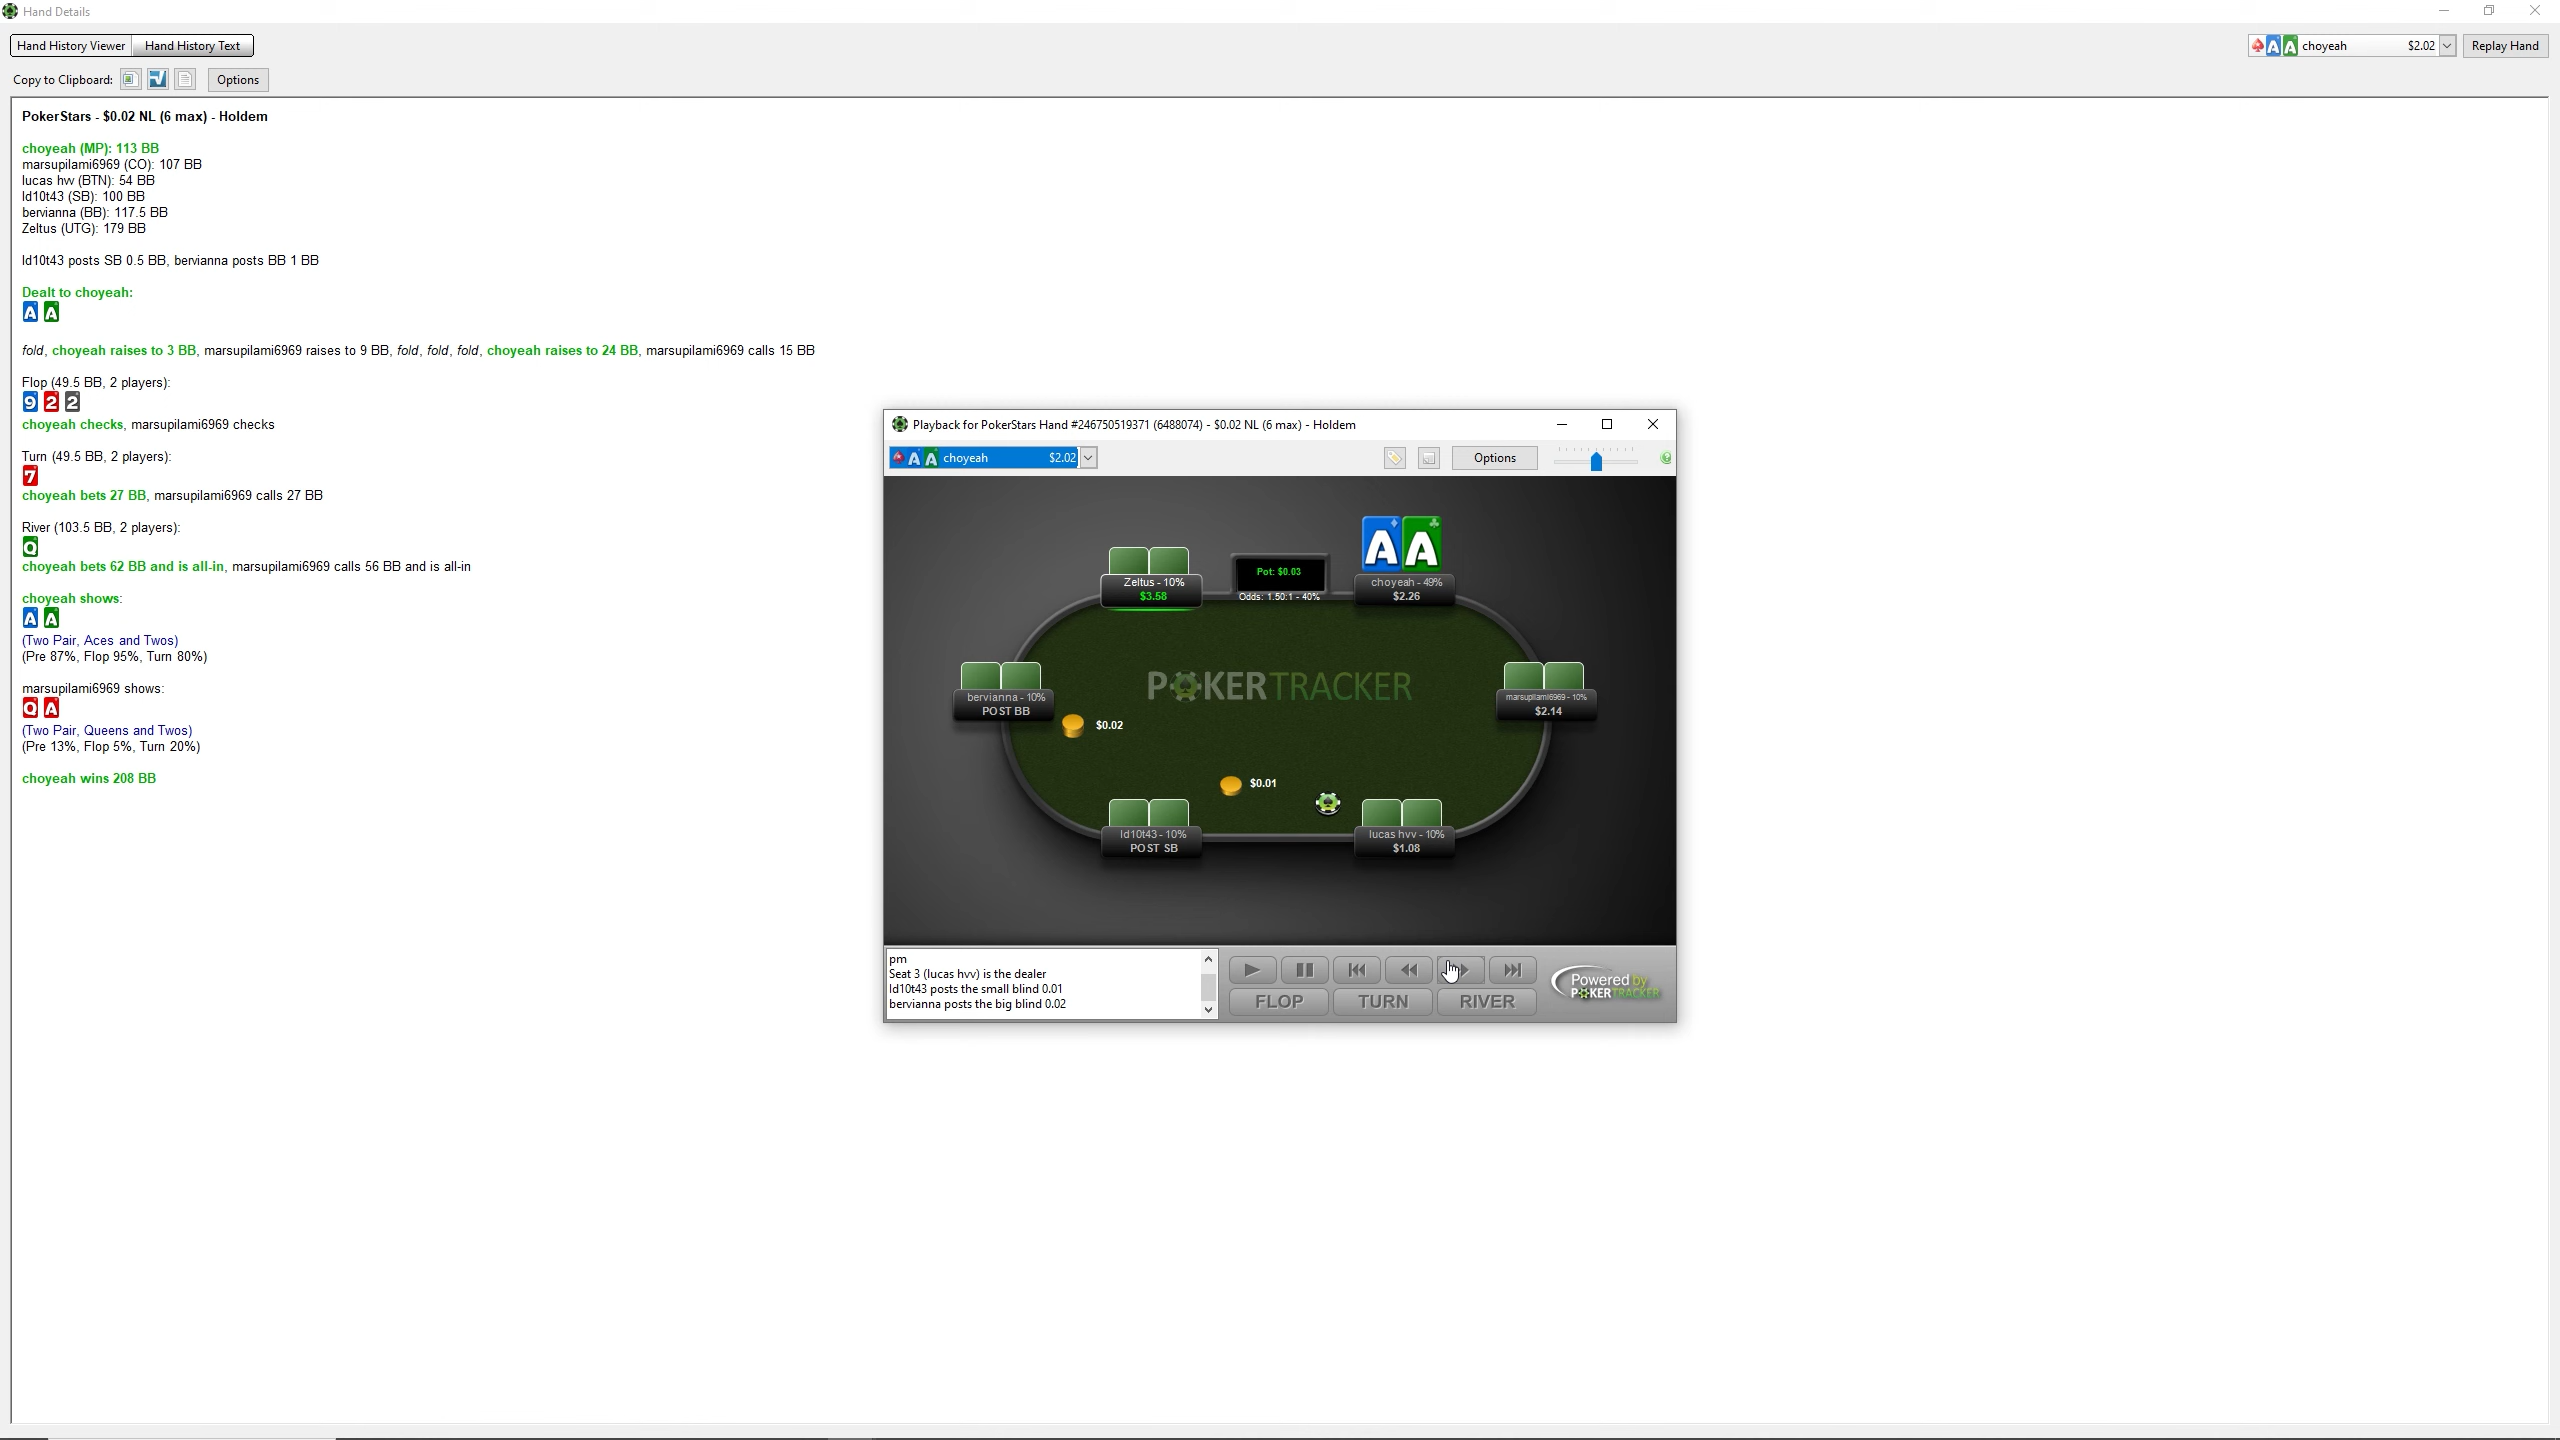 Hand Details
Hand History Viewer Hand History Text
A A choyeah $2.02 Replay Hand
Copy to Clipboard: Options
PokerStars - $0.02 NL (6 max) - Holdem
choyeah (MP): 113 BB
marsupilami6969 (CO): 107 BB
lucas hvv (BTN): 54 BB
ld10t43 (SB): 100 BB
bervianna (BB): 117.5 BB
Zeltus (UTG): 179 BB
ld10t43 posts SB 0.5 BB, bervianna posts BB 1 BB
Dealt to choyeah:
A A
fold, choyeah raises to 3 BB, marsupilami6969 raises to 9 BB, fold, fold, fold, choyeah raises to 24 BB, marsupilami6969 calls 15 BB
Flop (49.5 BB, 2 players):
9 2 2
choyeah checks, marsupilami6969 checks
Turn (49.5 BB, 2 players):
7
choyeah bets 27 BB, marsupilami6969 calls 27 BB
River (103.5 BB, 2 players):
Q
choyeah bets 62 BB and is all-in, marsupilami6969 calls 56 BB and is all-in
choyeah shows:
A A
(Two Pair, Aces and Twos)
(Pre 87%, Flop 95%, Turn 80%)
marsupilami6969 shows:
Q A
(Two Pair, Queens and Twos)
(Pre 13%, Flop 5%, Turn 20%)
choyeah wins 208 BB
Playback for PokerStars Hand #246750519371 (6488074) - $0.02 NL (6 max) - Holdem
A A choyeah $2.02 Options
A A
Zeltus - 10%
$3.58
Pot: $0.03
Odds: 1.50:1 - 40%
choyeah - 49%
$2.26
bervianna - 10%
POST BB
POKERTRACKER
marsupilami6969 - 10%
$2.14
$0.02
$0.01
ld10t43 - 10%
POST SB
lucas hvv - 10%
$1.08
pm
Seat 3 (lucas hvv) is the dealer
ld10t43 posts the small blind 0.01
bervianna posts the big blind 0.02
FLOP TURN RIVER
Powered by
POKERTRACKER